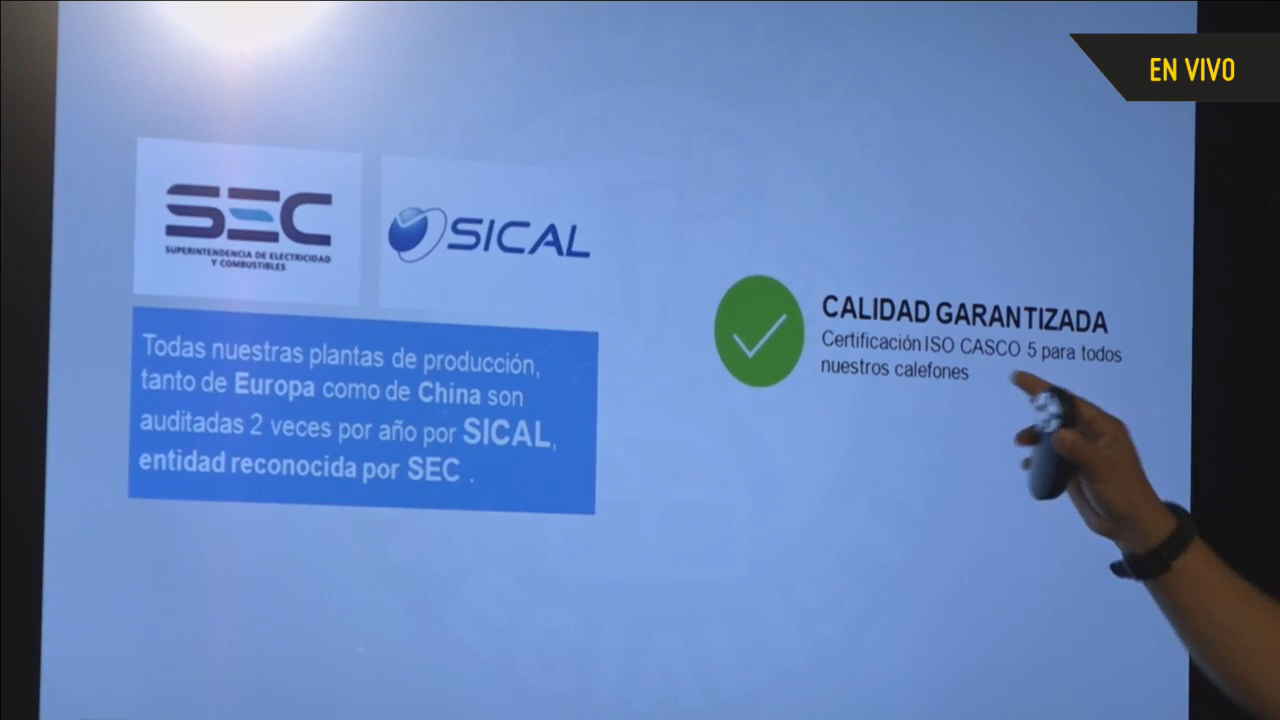 EN VIVO
SEC
SUPERINTENDENCIA DE ELECTRICIDAD
Y COMBUSTIBLES
SICAL
Todas nuestras plantas de producción,
tanto de Europa como de China son
auditadas 2 veces por año por SICAL,
entidad reconocida por SEC .
CALIDAD GARANTIZADA
Certificación ISO CASCO 5 para todos
nuestros calefones